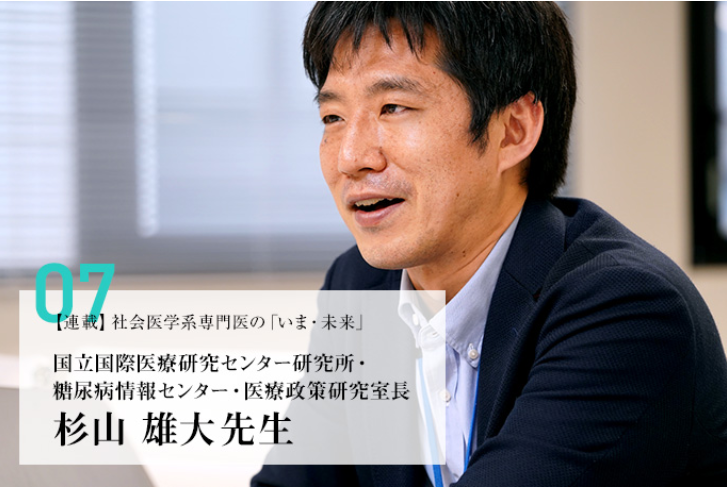 07
【連載】社会医学系専門医の「いま・未来」
国立国際医療研究センター研究所・
糖尿病情報センター・医療政策研究室長
杉山 雄大先生